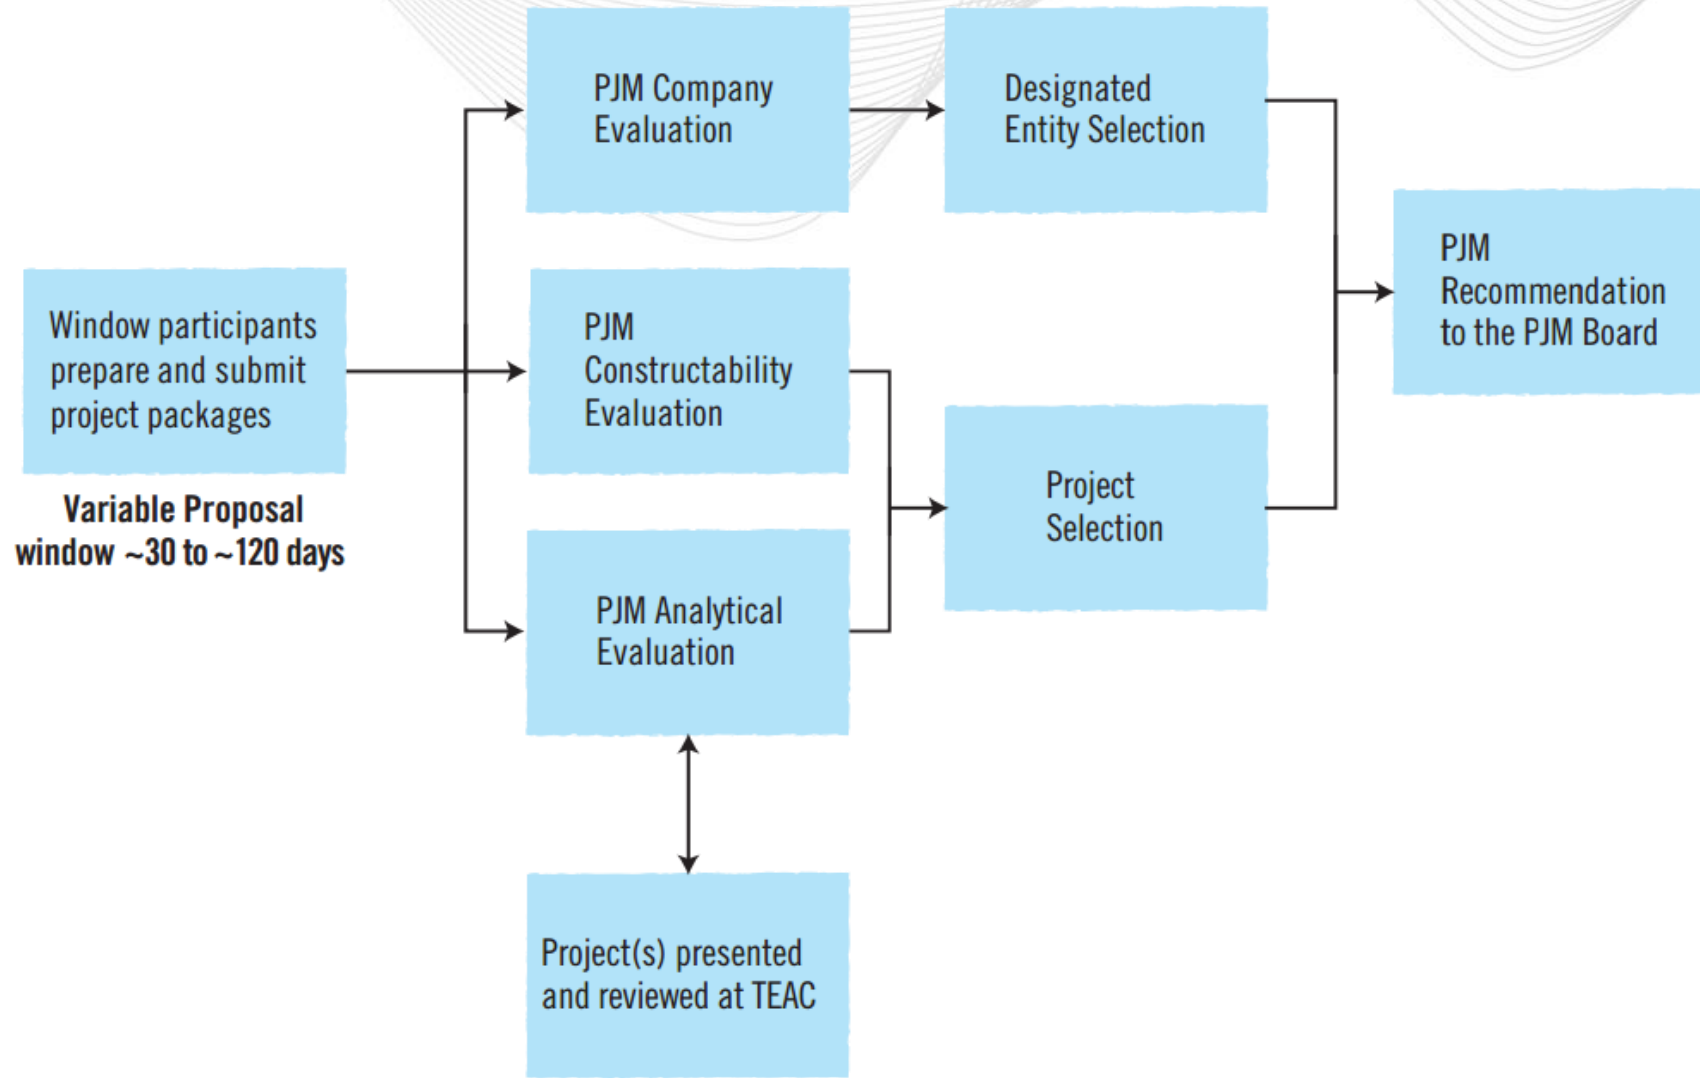 PJM Company
Evaluation
Designated
Entity Selection
PJM
Recommendation
to the PJM Board
Window participants
prepare and submit
project packages
Variable Proposal
window ~30 to ~120 days
PJM
Constructability
Evaluation
Project
Selection
PJM Analytical
Evaluation
Project(s) presented
and reviewed at TEAC